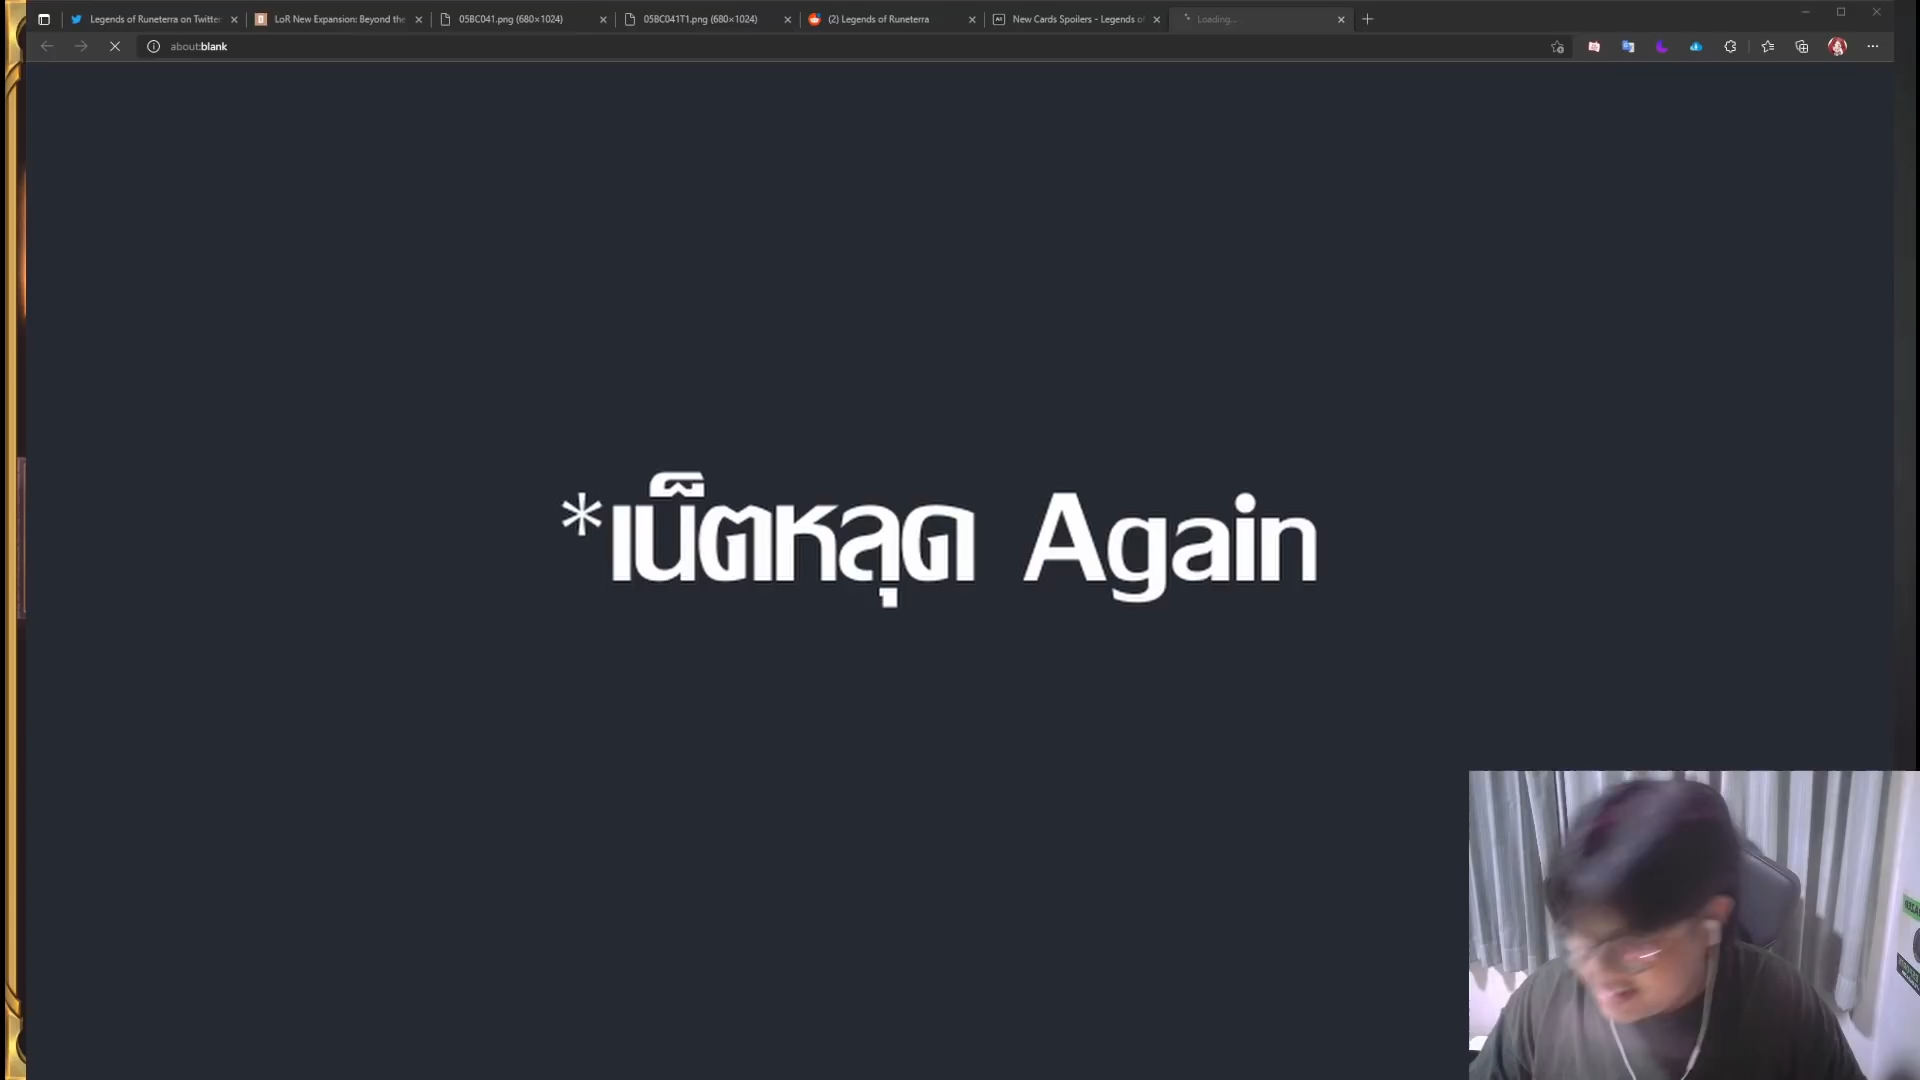 Legends of Runeterra on Twitter
LoR New Expansion: Beyond the
05BC041.png (680×1024)
05BC041T1.png (680×1024)
(2) Legends of Runeterra
New Cards Spoilers - Legends of
Loading...
about:blank
*เน็ตหลุด Again